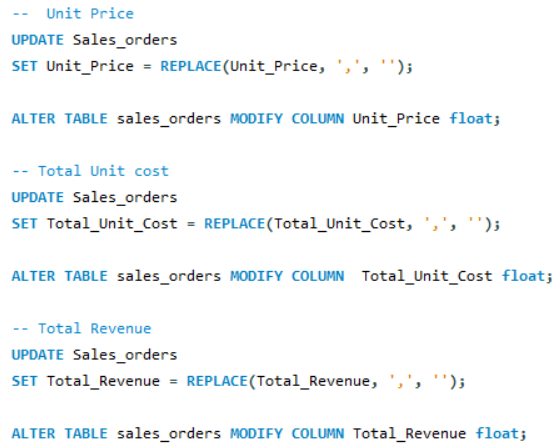 -- Unit Price
UPDATE Sales_orders
SET Unit_Price = REPLACE(Unit_Price, ',', '');
ALTER TABLE sales_orders MODIFY COLUMN Unit_Price float;
-- Total Unit cost
UPDATE Sales_orders
SET Total_Unit_Cost = REPLACE(Total_Unit_Cost, ',', '');
ALTER TABLE sales_orders MODIFY COLUMN  Total_Unit_Cost float;
-- Total Revenue
UPDATE Sales_orders
SET Total_Revenue = REPLACE(Total_Revenue, ',', '');
ALTER TABLE sales_orders MODIFY COLUMN Total_Revenue float;